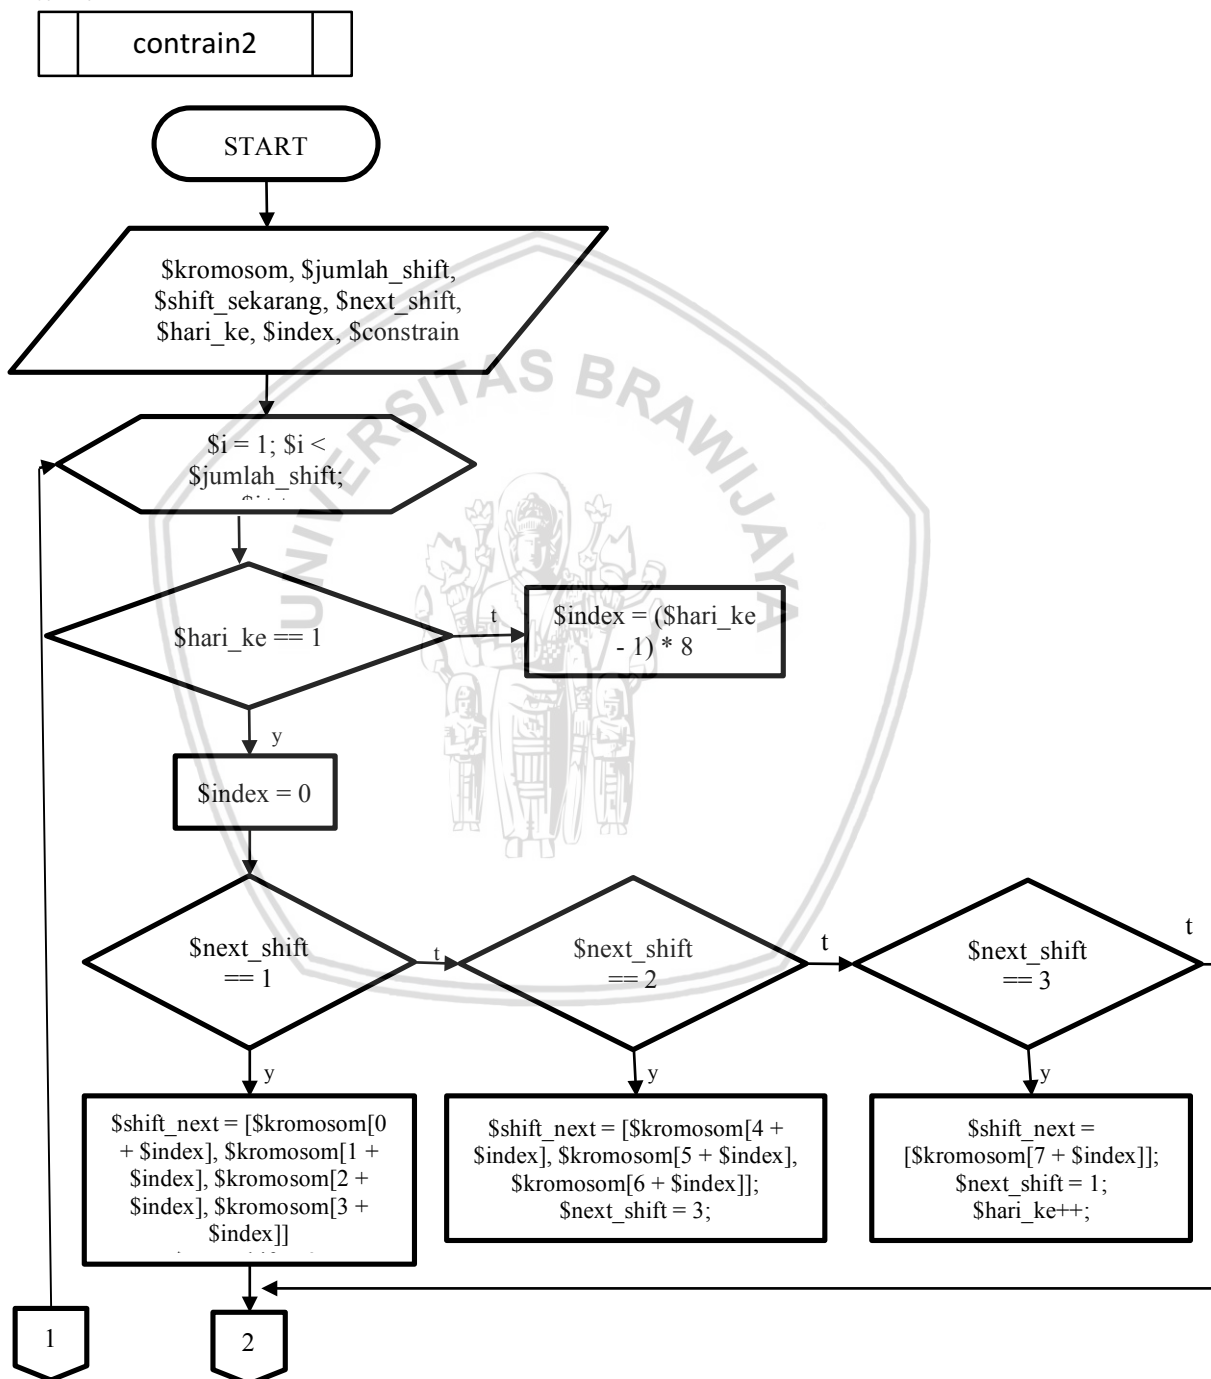 contrain2
START
$kromosom, $jumlah_shift,
$shift_sekarang, $next_shift,
$hari_ke, $index, $constrain
UNIVERSITAS BRAWIJAYA
$i = 1; $i <
$jumlah_shift;
$hari_ke == 1
t
$index = ($hari_ke
- 1) * 8
y
$index = 0
$next_shift
== 1
t
$next_shift
== 2
t
$next_shift
== 3
t
y
y
y
$shift_next = [$kromosom[0
+ $index], $kromosom[1 +
$index], $kromosom[2 +
$index], $kromosom[3 +
$index]]
$shift_next = [$kromosom[4 +
$index], $kromosom[5 + $index],
$kromosom[6 + $index]];
$next_shift = 3;
$shift_next =
[$kromosom[7 + $index]];
$next_shift = 1;
$hari_ke++;
1
2